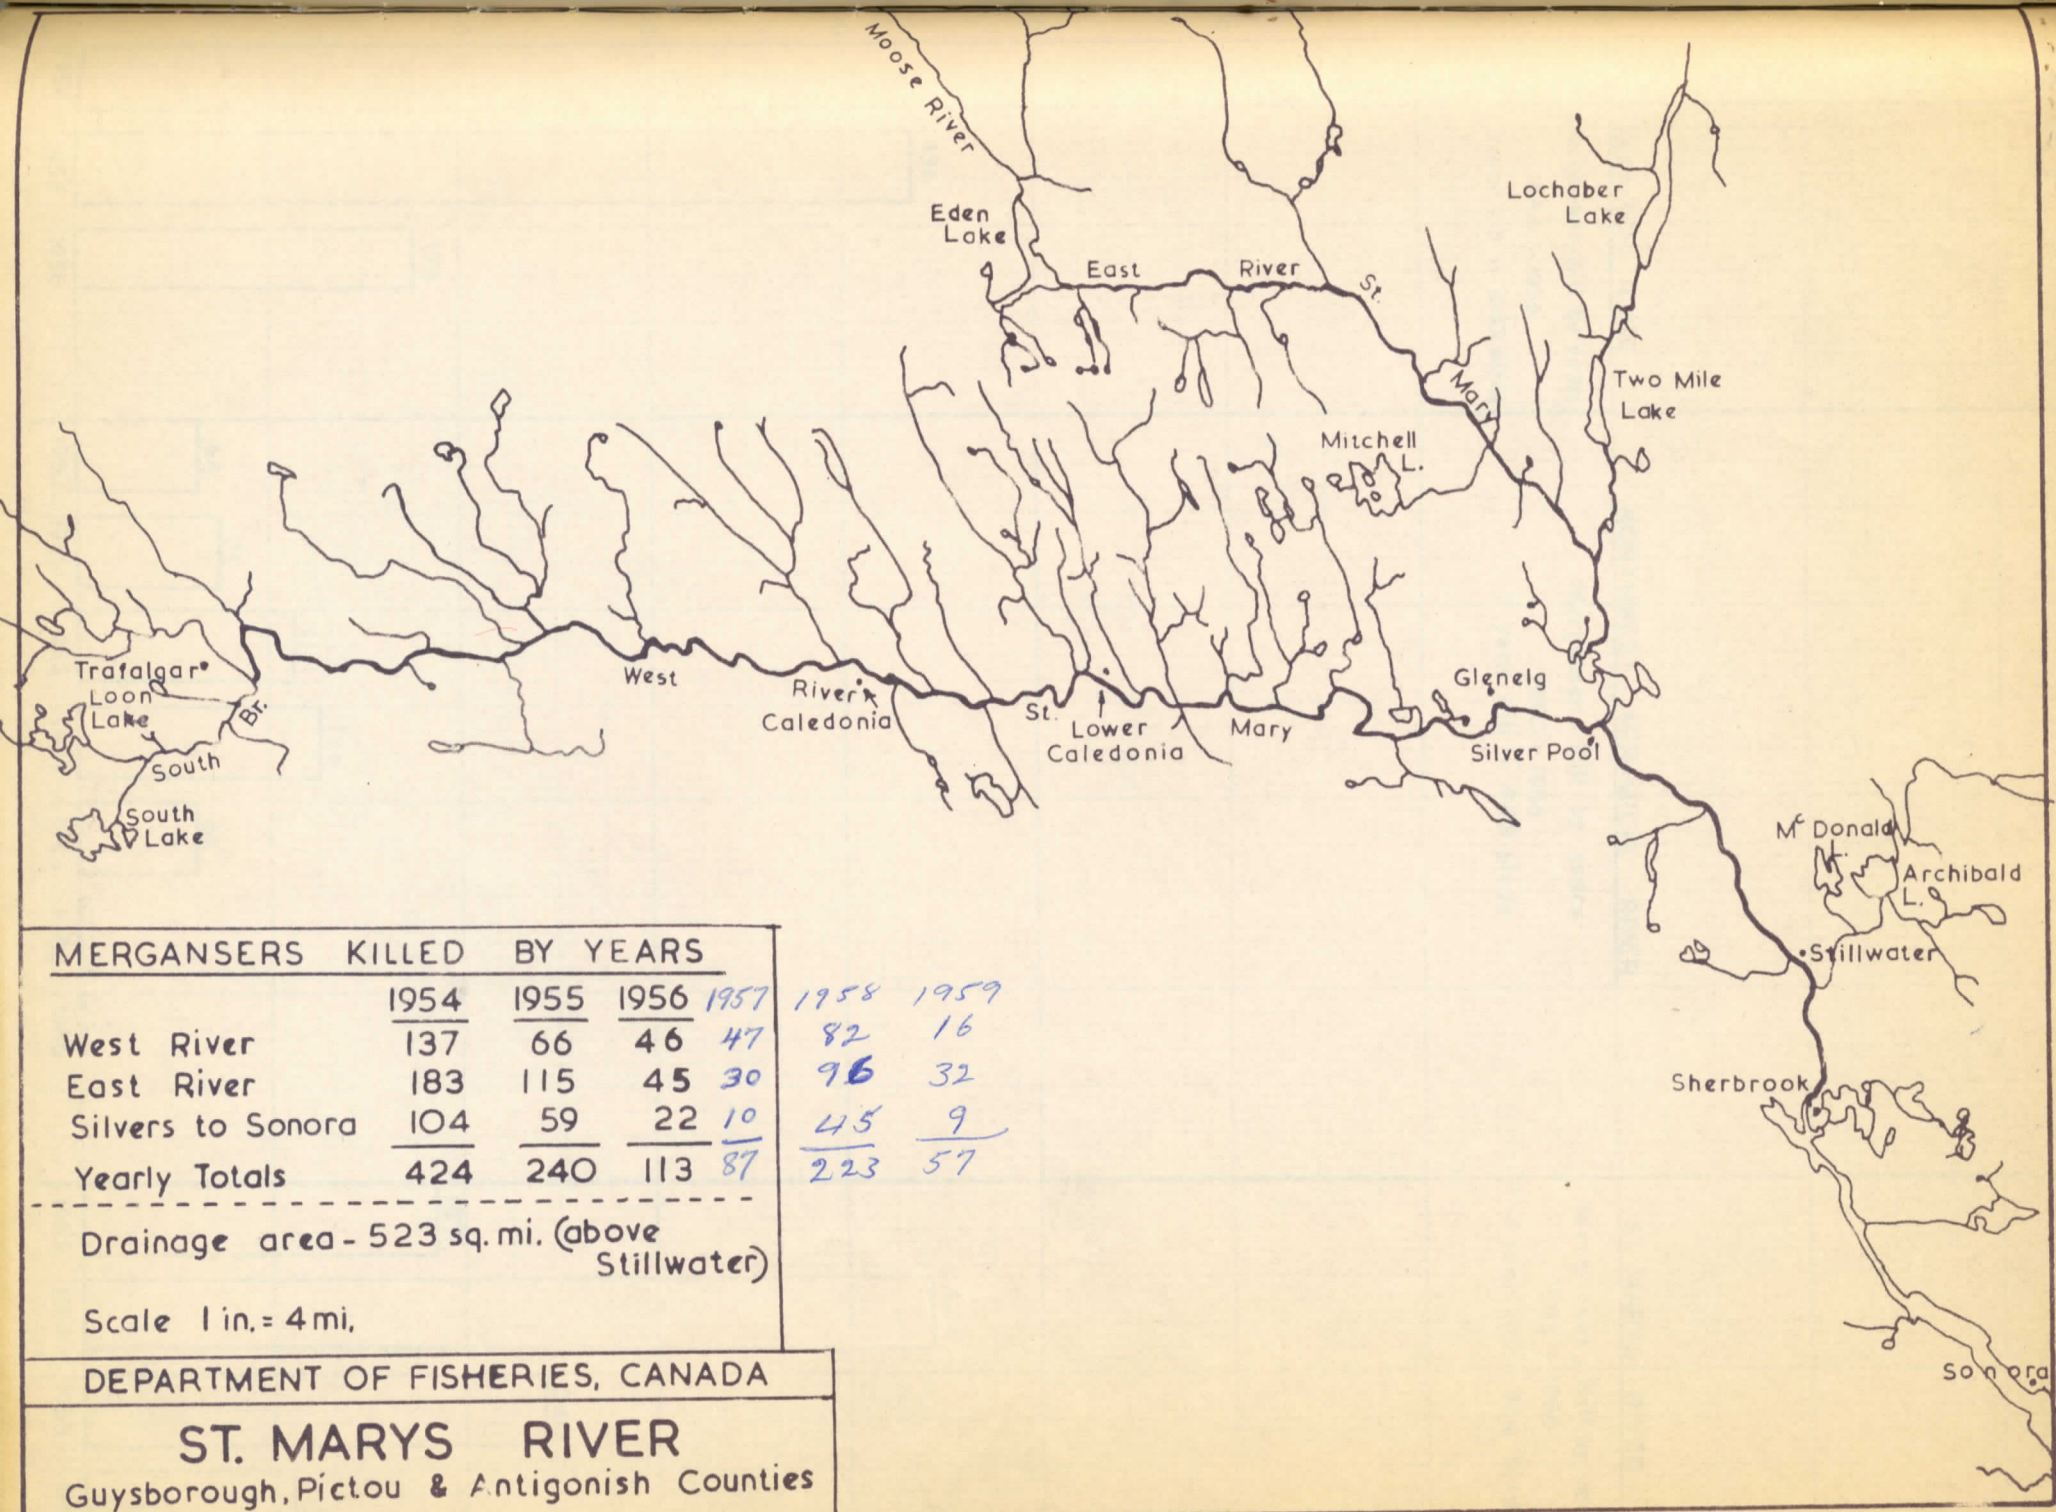 Moose River
Lochaber
Lake
Eden
Lake
East River St. Mary
Two Mile
Lake
Mitchell
L.
Trafalgar
Loon
Lake
South Br.
South
Lake
West River St. Mary
Caledonia
Lower
Caledonia
Glenelg
Silver Pool
Mc Donald
L.
Archibald
L.
Stillwater
Sherbrook
Sonora
MERGANSERS KILLED BY YEARS
1954 1955 1956 1957 1958 1959
West River 137 66 46 47 82 16
East River 183 115 45 30 96 32
Silvers to Sonora 104 59 22 10 45 9
Yearly Totals 424 240 113 87 223 57
Drainage area - 523 sq. mi. (above
Stillwater)
Scale 1 in. = 4 mi.
DEPARTMENT OF FISHERIES, CANADA
ST. MARYS RIVER
Guysborough, Pictou & Antigonish Counties